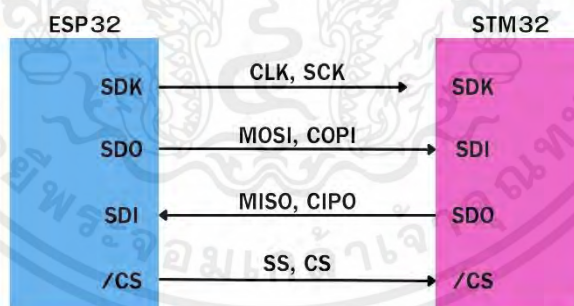 ESP32 STM32
SDK CLK, SCK SDK
SDO MOSI, COPI SDI
SDI MISO, CIPO SDO
/CS SS, CS /CS